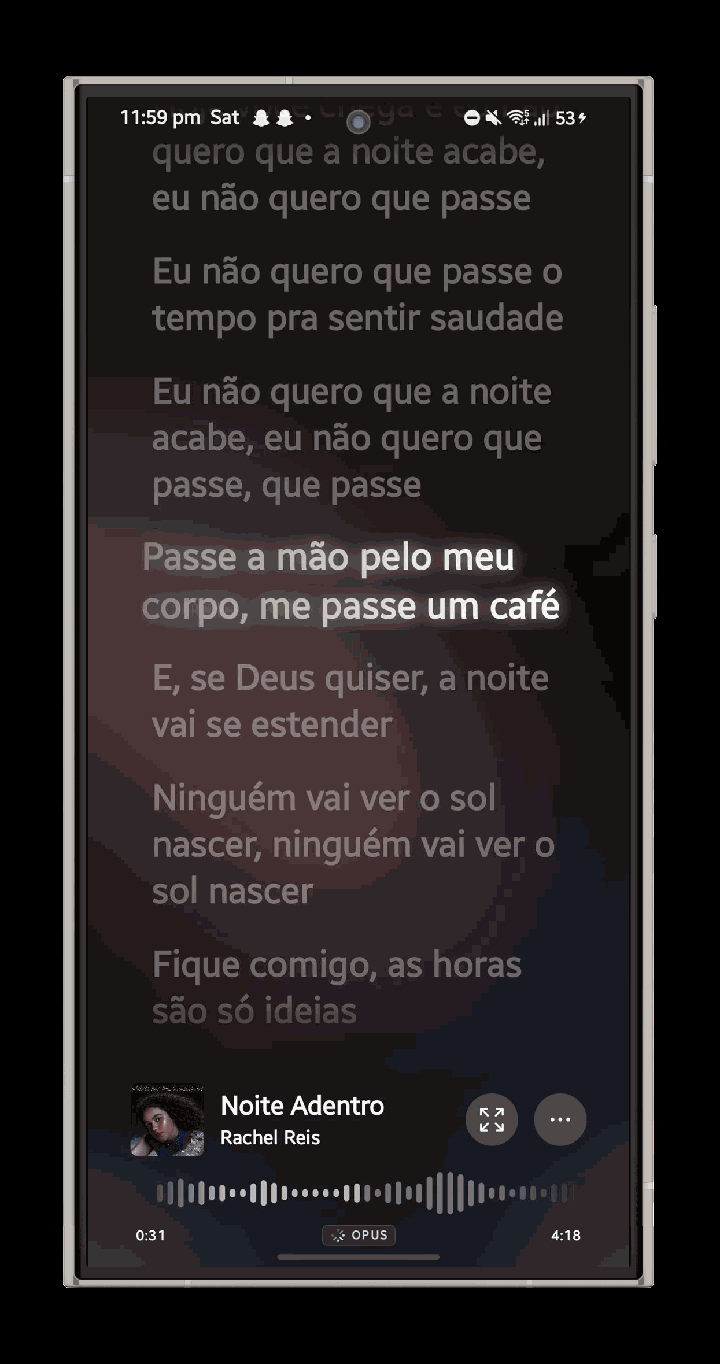 11:59 pm Sat
53
quero que a noite acabe,
eu não quero que passe
Eu não quero que passe o
tempo pra sentir saudade
Eu não quero que a noite
acabe, eu não quero que
passe, que passe
Passe a mão pelo meu
corpo, me passe um café
E, se Deus quiser, a noite
vai se estender
Ninguém vai ver o sol
nascer, ninguém vai ver o
sol nascer
Fique comigo, as horas
são só ideias
Noite Adentro
Rachel Reis
0:31
OPUS
4:18